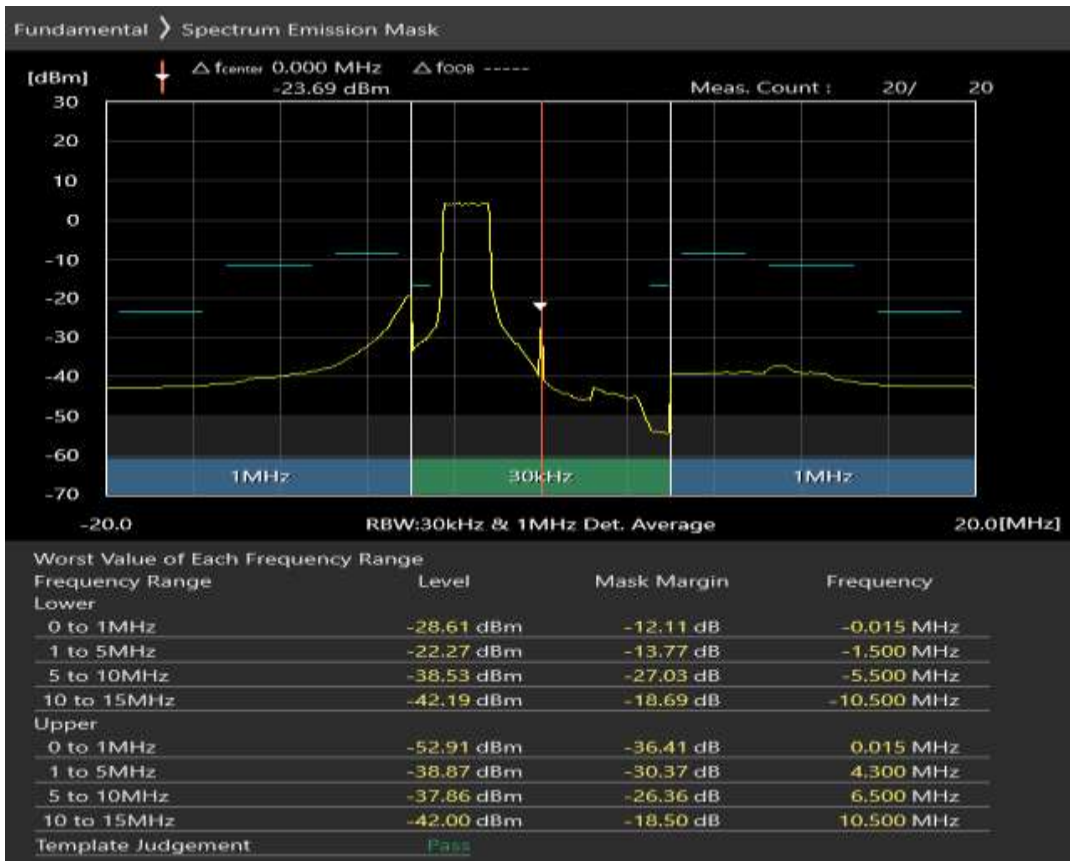 Fundamental ❯ Spectrum Emission Mask
[dBm] △ fcenter 0.000 MHz △ fOOB -----
-23.69 dBm Meas. Count : 20/ 20
30
20
10
0
-10
-20
-30
-40
-50
-60
1MHz 30kHz 1MHz
-70
-20.0 RBW:30kHz & 1MHz Det. Average 20.0[MHz]
Worst Value of Each Frequency Range
Frequency Range Level Mask Margin Frequency
Lower
0 to 1MHz -28.61 dBm -12.11 dB -0.015 MHz
1 to 5MHz -22.27 dBm -13.77 dB -1.500 MHz
5 to 10MHz -38.53 dBm -27.03 dB -5.500 MHz
10 to 15MHz -42.19 dBm -18.69 dB -10.500 MHz
Upper
0 to 1MHz -52.91 dBm -36.41 dB 0.015 MHz
1 to 5MHz -38.87 dBm -30.37 dB 4.300 MHz
5 to 10MHz -37.86 dBm -26.36 dB 6.500 MHz
10 to 15MHz -42.00 dBm -18.50 dB 10.500 MHz
Template Judgement Pass